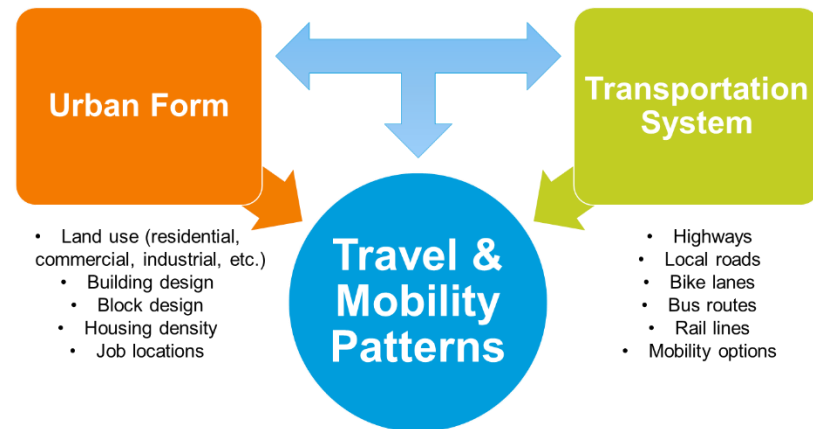 Urban Form
Transportation
System
Travel &
Mobility
Patterns
• Land use (residential,
commercial, industrial, etc.)
• Building design
• Block design
• Housing density
• Job locations
• Highways
• Local roads
• Bike lanes
• Bus routes
• Rail lines
• Mobility options